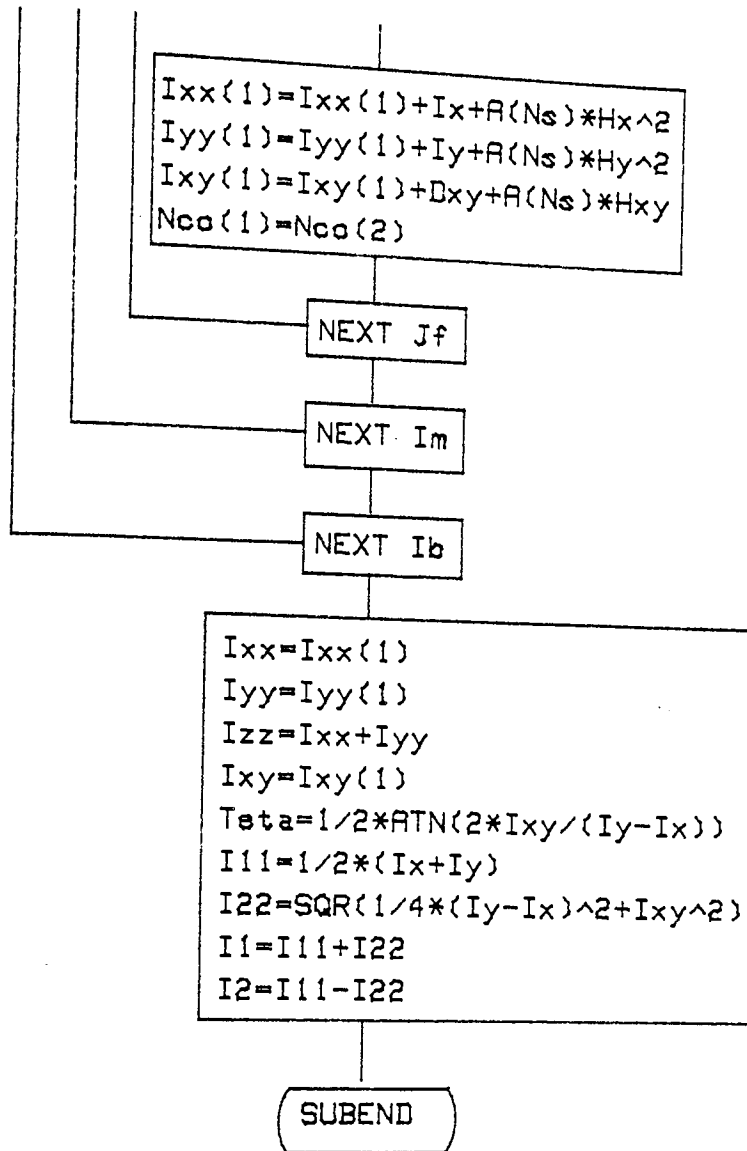 Ixx(1)=Ixx(1)+Ix+A(Ns)*Hx^2
Iyy(1)=Iyy(1)+Iy+A(Ns)*Hy^2
Ixy(1)=Ixy(1)+Dxy+A(Ns)*Hxy
Nco(1)=Nco(2)
NEXT Jf
NEXT Im
NEXT Ib
Ixx=Ixx(1)
Iyy=Iyy(1)
Izz=Ixx+Iyy
Ixy=Ixy(1)
Teta=1/2*ATN(2*Ixy/(Iy-Ix))
I11=1/2*(Ix+Iy)
I22=SQR(1/4*(Iy-Ix)^2+Ixy^2)
I1=I11+I22
I2=I11-I22
SUBEND